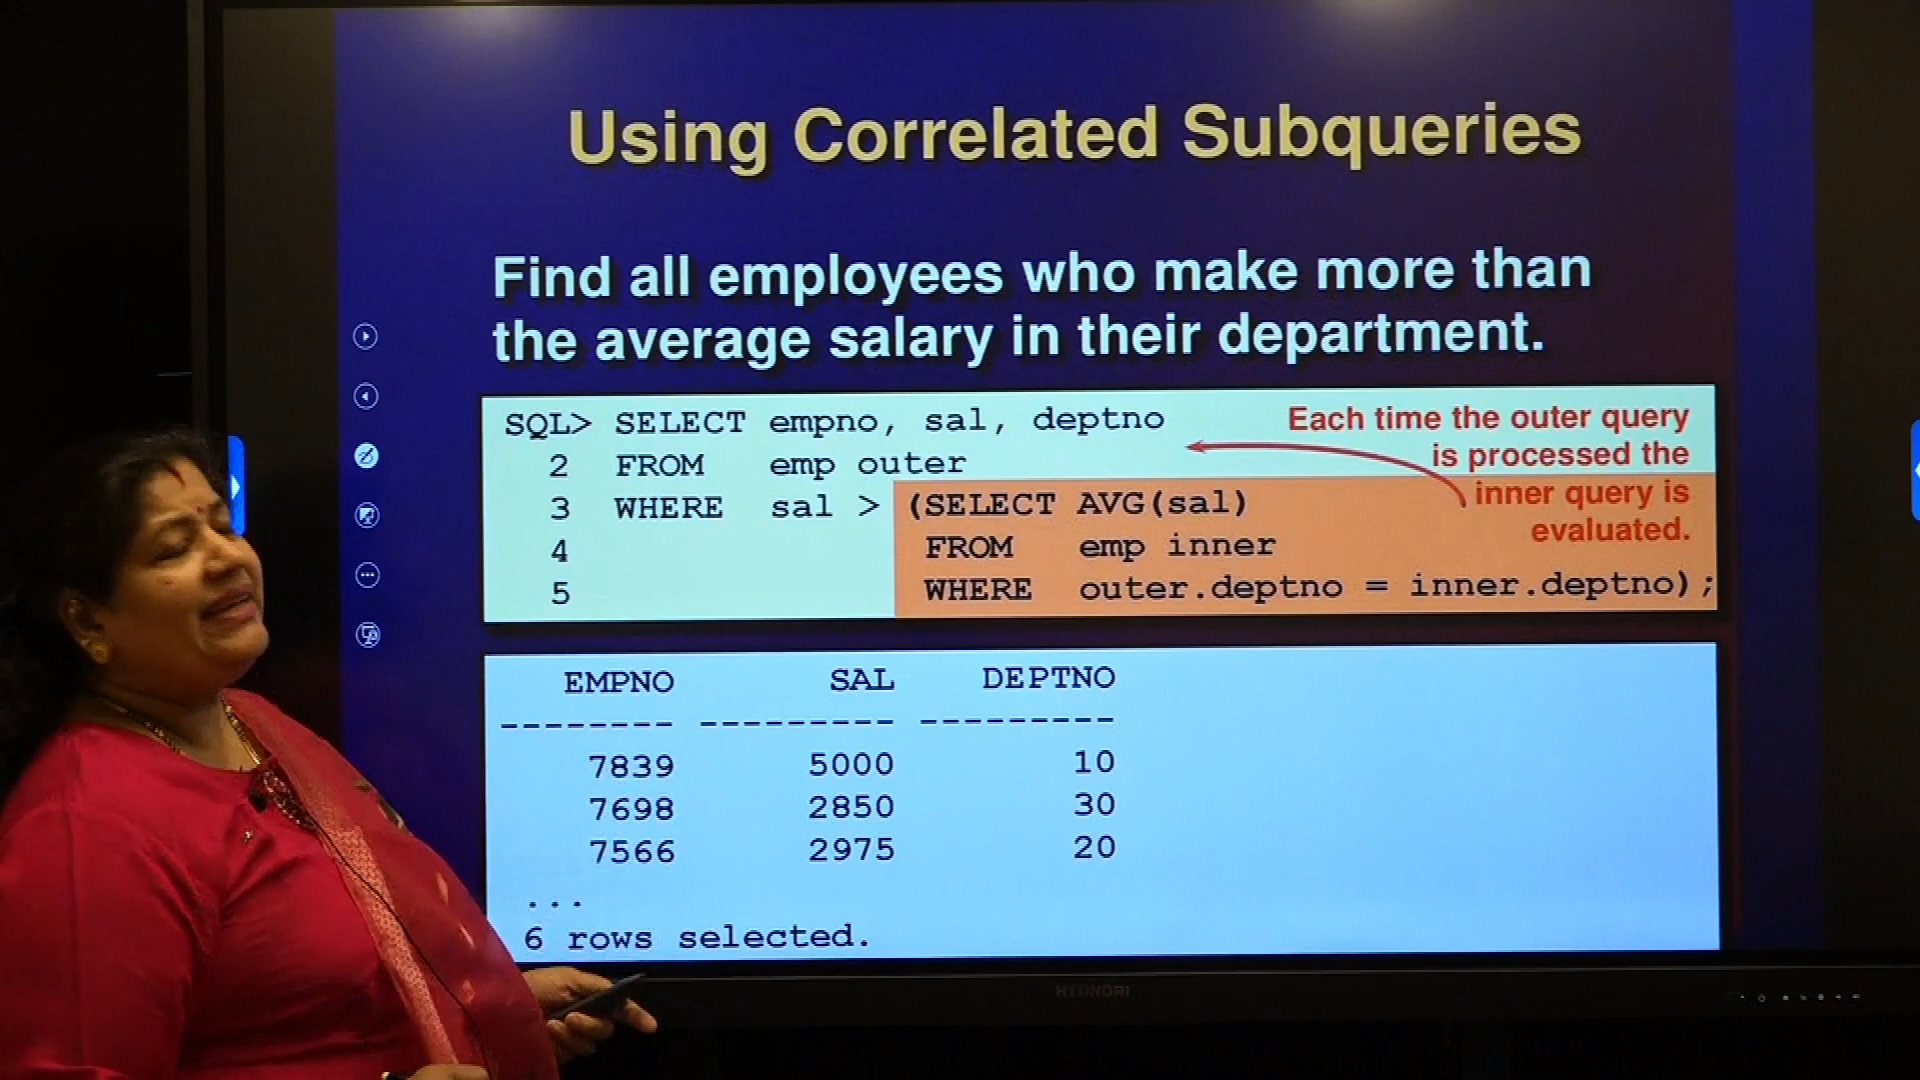 Using Correlated Subqueries
Find all employees who make more than
the average salary in their department.
SQL> SELECT empno, sal, deptno
2 FROM emp outer
3 WHERE sal > (SELECT AVG(sal)
4 FROM emp inner
5 WHERE outer.deptno = inner.deptno);
Each time the outer query
is processed the
inner query is
evaluated.
EMPNO SAL DEPTNO
-------- --------- ---------
7839 5000 10
7698 2850 30
7566 2975 20
...
6 rows selected.
HYUNDAI